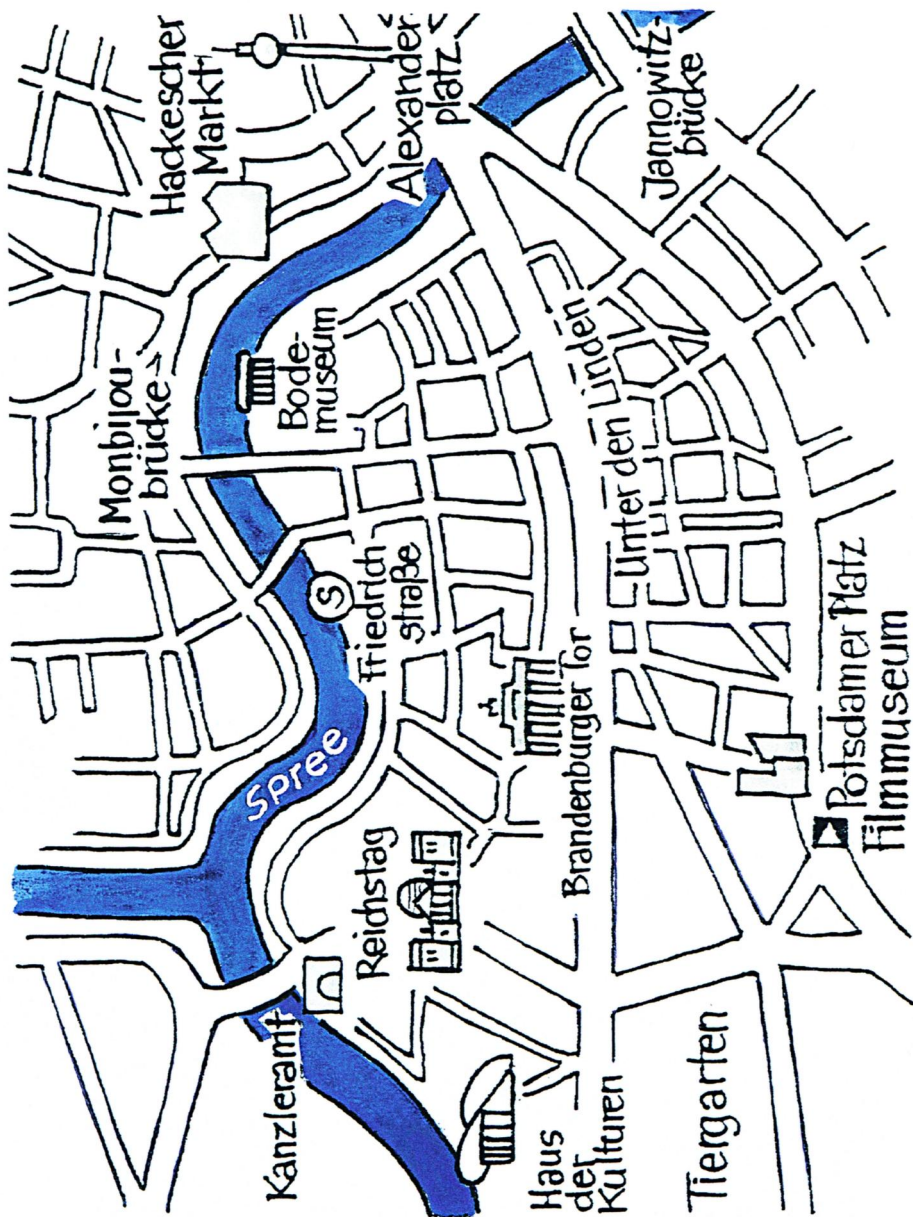 Monbijou-
brücke
Hackescher
Markt
Kanzleramt
Spree
S
Bode-
museum
Reichstag
Friedrich
straße
Alexander
platz
Haus
der
Kulturen
Brandenburger Tor
Unter den Linden
Jannowitz
brücke
Tiergarten
Potsdamer Platz
Filmmuseum